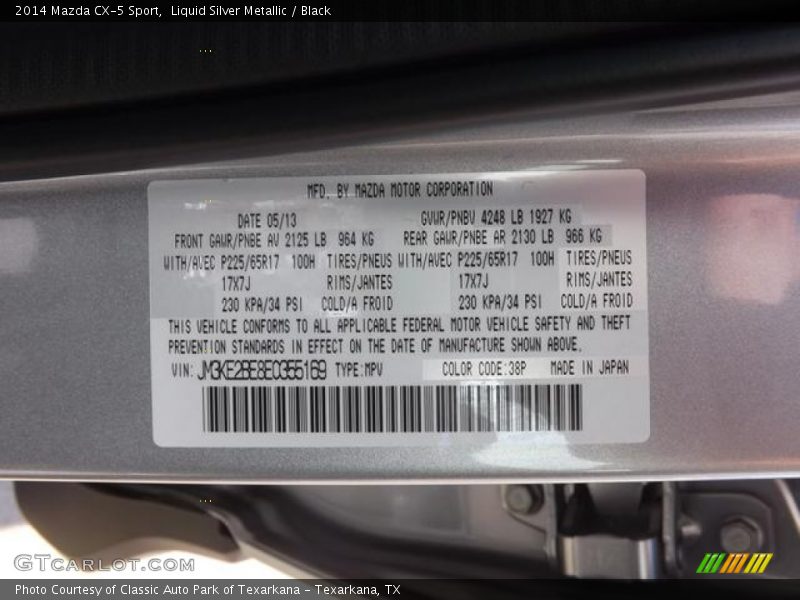 2014 Mazda CX-5 Sport,  Liquid Silver Metallic / Black
MFD. BY MAZDA MOTOR CORPORATION
DATE 05/13 GVWR/PNBV 4248 LB 1927 KG
FRONT GAWR/PNBE AV 2125 LB 964 KG REAR GAWR/PNBE AR 2130 LB 966 KG
WITH/AVEC P225/65R17 100H TIRES/PNEUS WITH/AVEC P225/65R17 100H TIRES/PNEUS
17X7J RIMS/JANTES 17X7J RIMS/JANTES
230 KPA/34 PSI COLD/A FROID 230 KPA/34 PSI COLD/A FROID
THIS VEHICLE CONFORMS TO ALL APPLICABLE FEDERAL MOTOR VEHICLE SAFETY AND THEFT
PREVENTION STANDARDS IN EFFECT ON THE DATE OF MANUFACTURE SHOWN ABOVE.
VIN: JM3KE2BE8E0355169 TYPE:MPV COLOR CODE:38P MADE IN JAPAN
GTCARLOT.COM
Photo Courtesy of Classic Auto Park of Texarkana - Texarkana, TX